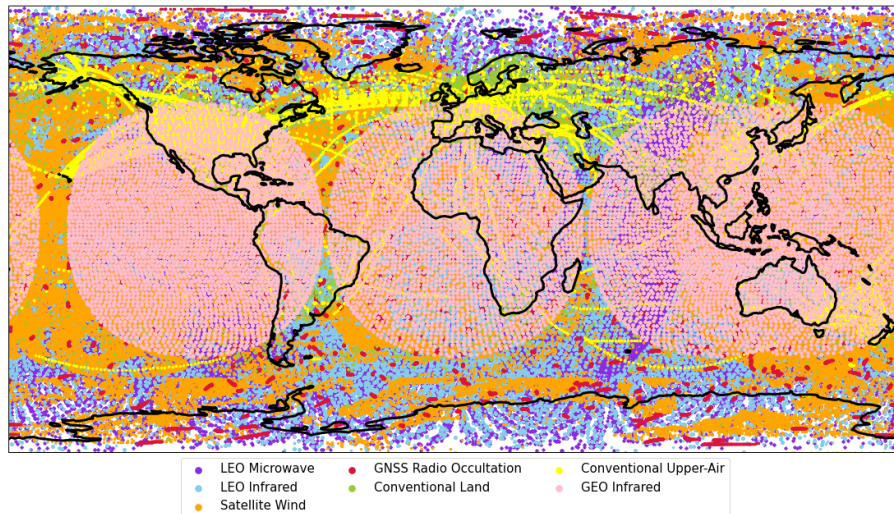 LEO Microwave
LEO Infrared
Satellite Wind
GNSS Radio Occultation
Conventional Land
Conventional Upper-Air
GEO Infrared